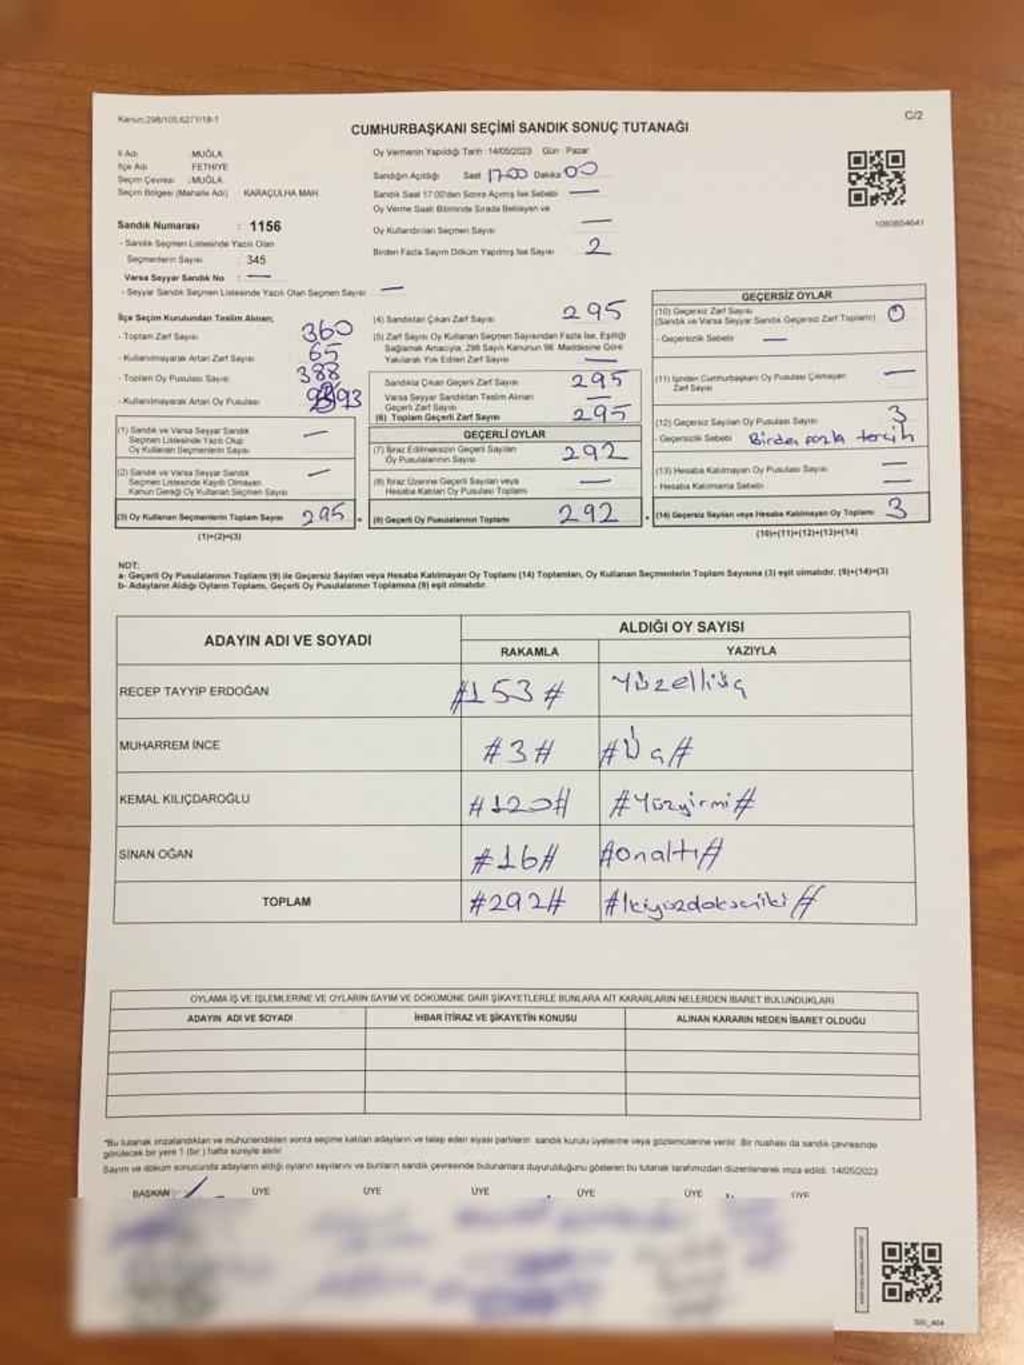 Kanun:298/105,6271/18-1
C/2
CUMHURBAŞKANI SEÇİMİ SANDIK SONUÇ TUTANAĞI
İl Adı : MUĞLA
İlçe Adı : FETHİYE
Seçim Çevresi : MUĞLA
Seçim Bölgesi (Mahalle Adı) : KARAÇULHA MAH.
Sandık Numarası : 1156
- Sandık Seçmen Listesinde Yazılı Olan
Seçmenlerin Sayısı : 345
Varsa Seyyar Sandık No : —
- Seyyar Sandık Seçmen Listesinde Yazılı Olan Seçmen Sayısı : —
Oy Vermenin Yapıldığı Tarih : 14/05/2023 Gün : Pazar
Sandığın Açıldığı Saat 17:00 Dakika 00
Sandık Saat 17:00'den Sonra Açılmış İse Sebebi —
Oy Verme Saati Bitiminde Sırada Bekleyen ve
Oy Kullandırılan Seçmen Sayısı —
Birden Fazla Sayım Döküm Yapılmış İse Sayısı 2
1060804641
İlçe Seçim Kurulundan Teslim Alınan;
- Toplam Zarf Sayısı : 360
- Kullanılmayarak Artan Zarf Sayısı : 65
- Toplam Oy Pusulası Sayısı : 388
- Kullanılmayarak Artan Oy Pusulası : 93
(1) Sandık ve Varsa Seyyar Sandık
Seçmen Listesinde Yazılı Olup
Oy Kullanan Seçmenlerin Sayısı —
(2) Sandık ve Varsa Seyyar Sandık
Seçmen Listesinde Kayıtlı Olmayan
Kanun Gereği Oy Kullanan Seçmen Sayısı —
(3) Oy Kullanan Seçmenlerin Toplam Sayısı 295
(1)+(2)=(3)
(4) Sandıktan Çıkan Zarf Sayısı 295
(5) Zarf Sayısı Oy Kullanan Seçmen Sayısından Fazla İse, Eşitliği
Sağlamak Amacıyla, 298 Sayılı Kanunun 98. Maddesine Göre
Yakılarak Yok Edilen Zarf Sayısı —
Sandıkta Çıkan Geçerli Zarf Sayısı 295
Varsa Seyyar Sandıktan Teslim Alınan
Geçerli Zarf Sayısı —
(6) Toplam Geçerli Zarf Sayısı 295
GEÇERLİ OYLAR
(7) İtiraz Edilmeksizin Geçerli Sayılan
Oy Pusulalarının Sayısı 292
(8) İtiraz Üzerine Geçerli Sayılan veya
Hesaba Katılan Oy Pusulası Toplamı —
(9) Geçerli Oy Pusulalarının Toplamı 292
GEÇERSİZ OYLAR
(10) Geçersiz Zarf Sayısı
(Sandık ve Varsa Seyyar Sandık Geçersiz Zarf Toplamı) 0
- Geçersizlik Sebebi —
(11) İçinden Cumhurbaşkanı Oy Pusulası Çıkmayan
Zarf Sayısı —
(12) Geçersiz Sayılan Oy Pusulası Sayısı 3
- Geçersizlik Sebebi Birden fazla tercih
(13) Hesaba Katılmayan Oy Pusulası Sayısı —
- Hesaba Katılmama Sebebi —
(14) Geçersiz Sayılan veya Hesaba Katılmayan Oy Toplamı 3
(10)+(11)+(12)+(13)=(14)
NOT:
a- Geçerli Oy Pusulalarının Toplamı (9) ile Geçersiz Sayılan veya Hesaba Katılmayan Oy Toplamı (14) Toplamları, Oy Kullanan Seçmenlerin Toplam Sayısına (3) eşit olmalıdır. (9)+(14)=(3)
b- Adayların Aldığı Oyların Toplamı, Geçerli Oy Pusulalarının Toplamına (9) eşit olmalıdır.
ADAYIN ADI VE SOYADI ALDIĞI OY SAYISI
RAKAMLA YAZIYLA
RECEP TAYYİP ERDOĞAN #153# Yüzelliüç
MUHARREM İNCE #3# #Üç#
KEMAL KILIÇDAROĞLU #120# #Yüzyirmi#
SİNAN OĞAN #16# #onaltı#
TOPLAM #292# #İkiyüzdoksaniki#
OYLAMA İŞ VE İŞLEMLERİNE VE OYLARIN SAYIM VE DÖKÜMÜNE DAİR ŞİKAYETLERLE BUNLARA AİT KARARLARIN NELERDEN İBARET BULUNDUKLARI
ADAYIN ADI VE SOYADI İHBAR İTİRAZ VE ŞİKAYETİN KONUSU ALINAN KARARIN NEDEN İBARET OLDUĞU
*Bu tutanak imzalandıktan ve mühürlendikten sonra seçime katılan adayların ve talep eden siyasi partilerin sandık kurulu üyelerine veya gözlemcilerine verilir. Bir nushası da sandık çevresinde
görülecek bir yere 1 (bir) hafta süreyle asılır.
Sayım ve döküm sonucunda adayların aldığı oyların sayılarını ve bunların sandık çevresinde bulunanlara duyurulduğunu gösteren bu tutanak tarafımızdan düzenlenerek imza edildi. 14/05/2023
BAŞKAN ÜYE ÜYE ÜYE ÜYE ÜYE ÜYE